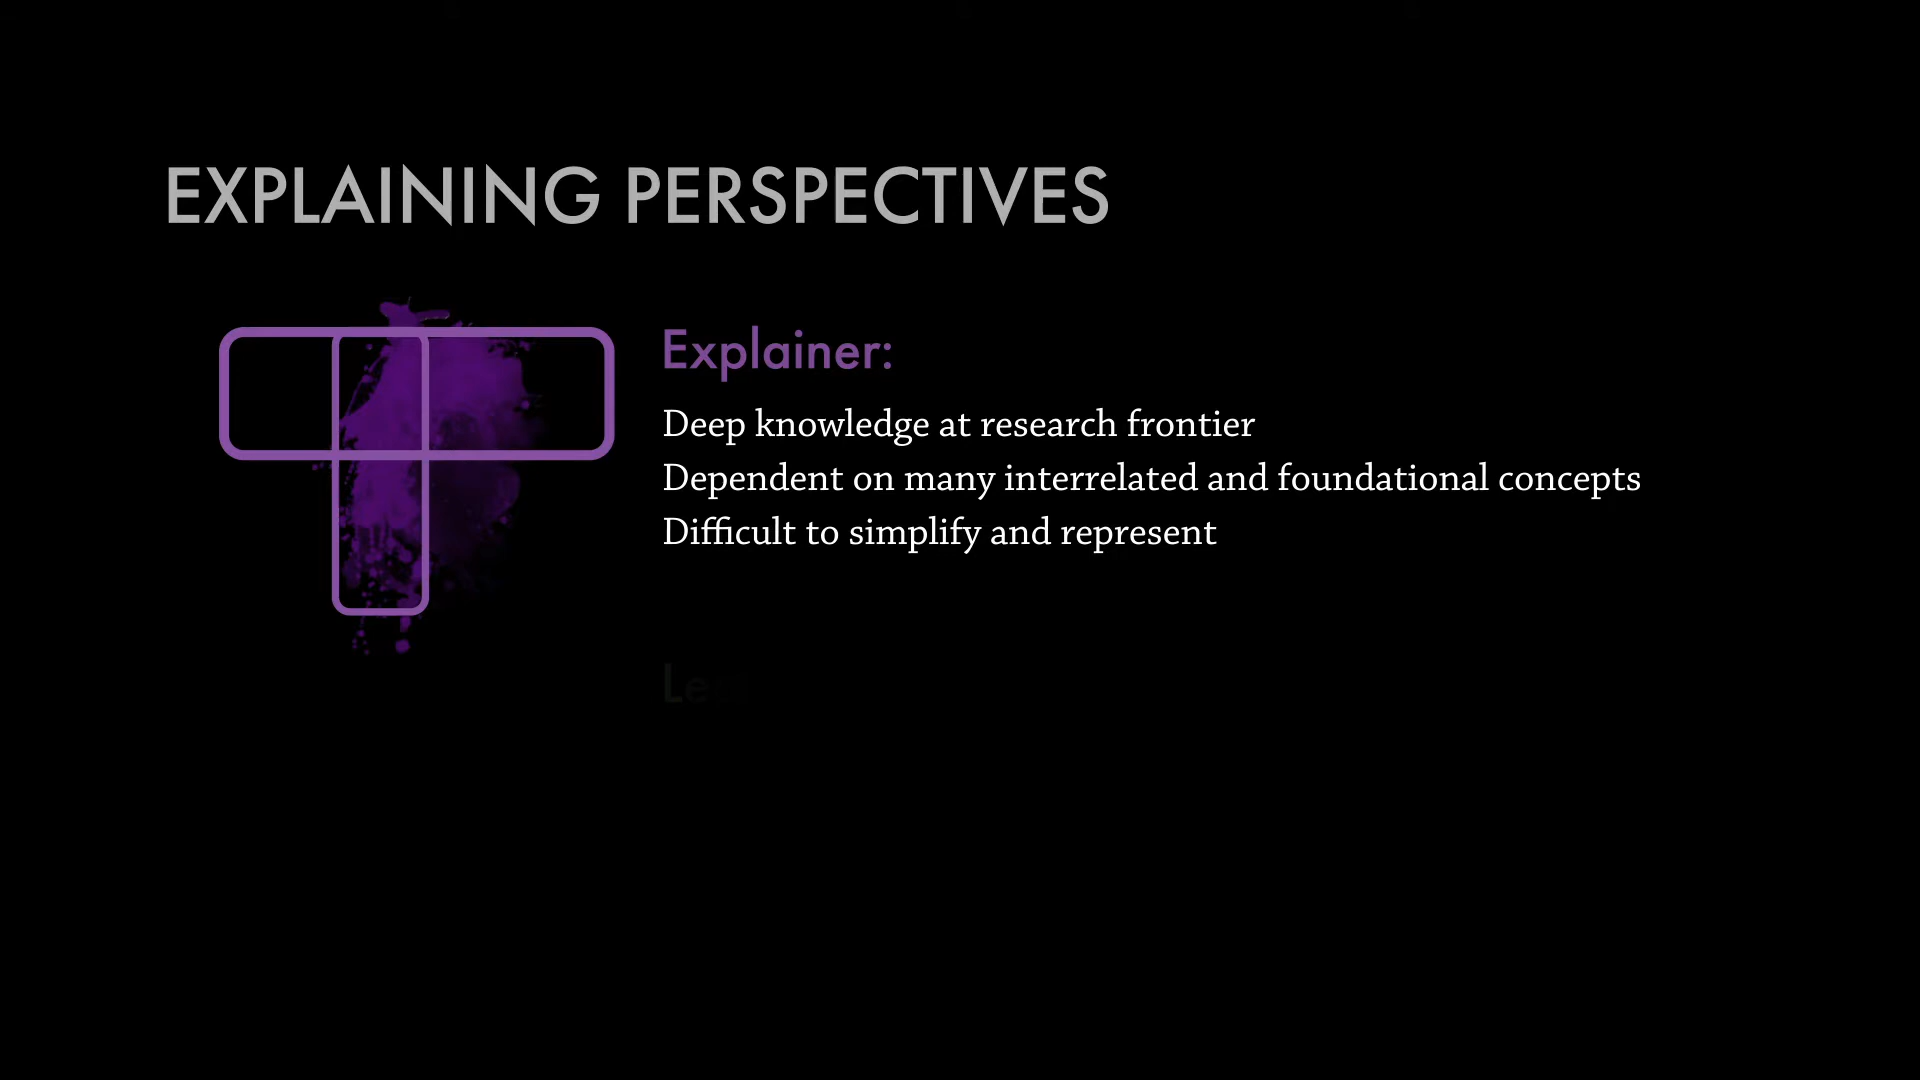 EXPLAINING PERSPECTIVES
Explainer:
Deep knowledge at research frontier
Dependent on many interrelated and foundational concepts
Difficult to simplify and represent